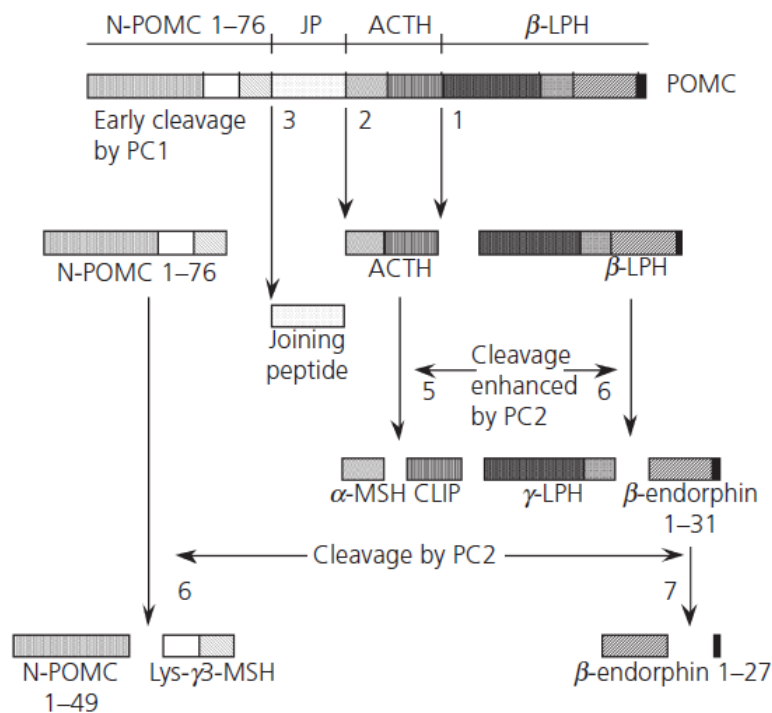 N-POMC 1–76 JP ACTH β-LPH
POMC
Early cleavage
by PC1
3 2 1
N-POMC 1–76
ACTH
β-LPH
Joining
peptide
Cleavage
enhanced
by PC2
5 6
α-MSH CLIP γ-LPH β-endorphin
1–31
Cleavage by PC2
6 7
N-POMC
1–49
Lys-γ3-MSH
β-endorphin 1–27